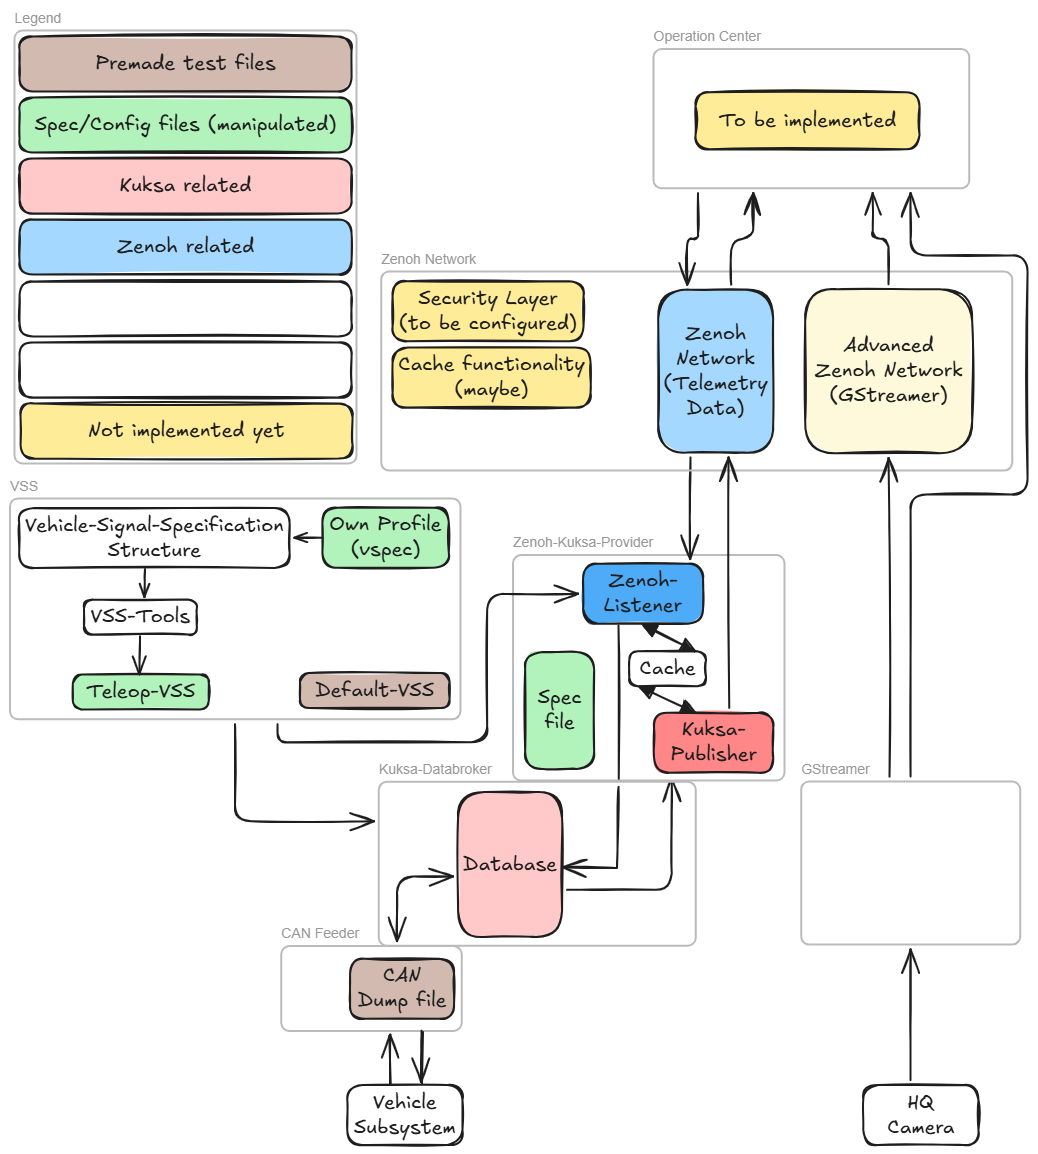 Legend
Premade test files
Spec/Config files (manipulated)
Kuksa related
Zenoh related
Not implemented yet
Operation Center
To be implemented
Zenoh Network
Security Layer
(to be configured)
Cache functionality
(maybe)
Zenoh
Network
(Telemetry
Data)
Advanced
Zenoh Network
(GStreamer)
VSS
Vehicle-Signal-Specification
Structure
Own Profile
(vspec)
VSS-Tools
Teleop-VSS
Default-VSS
Zenoh-Kuksa-Provider
Zenoh-
Listener
Cache
Spec
file
Kuksa-
Publisher
Kuksa-Databroker
Database
GStreamer
CAN Feeder
CAN
Dump file
Vehicle
Subsystem
HQ
Camera